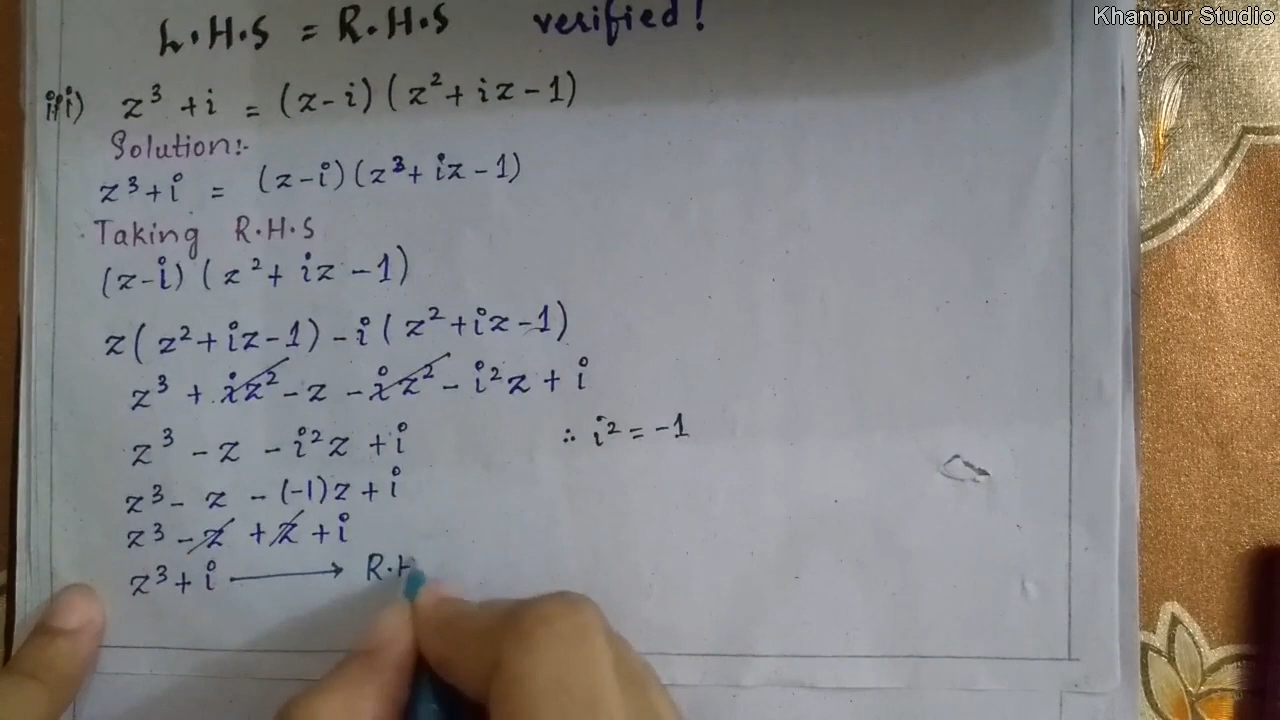 Khanpur Studio
L.H.S = R.H.S verified!
iii) z³ + i = (z - i) (z² + iz - 1)
Solution:-
z³ + i = (z - i) (z³ + iz - 1)
Taking R.H.S
(z - i) (z² + iz - 1)
z(z² + iz - 1) - i(z² + iz - 1)
z³ + iz² - z - iz² - i²z + i
z³ - z - i²z + i ∴ i² = -1
z³ - z - (-1)z + i
z³ - z + z + i
z³ + i ⟶ R.H